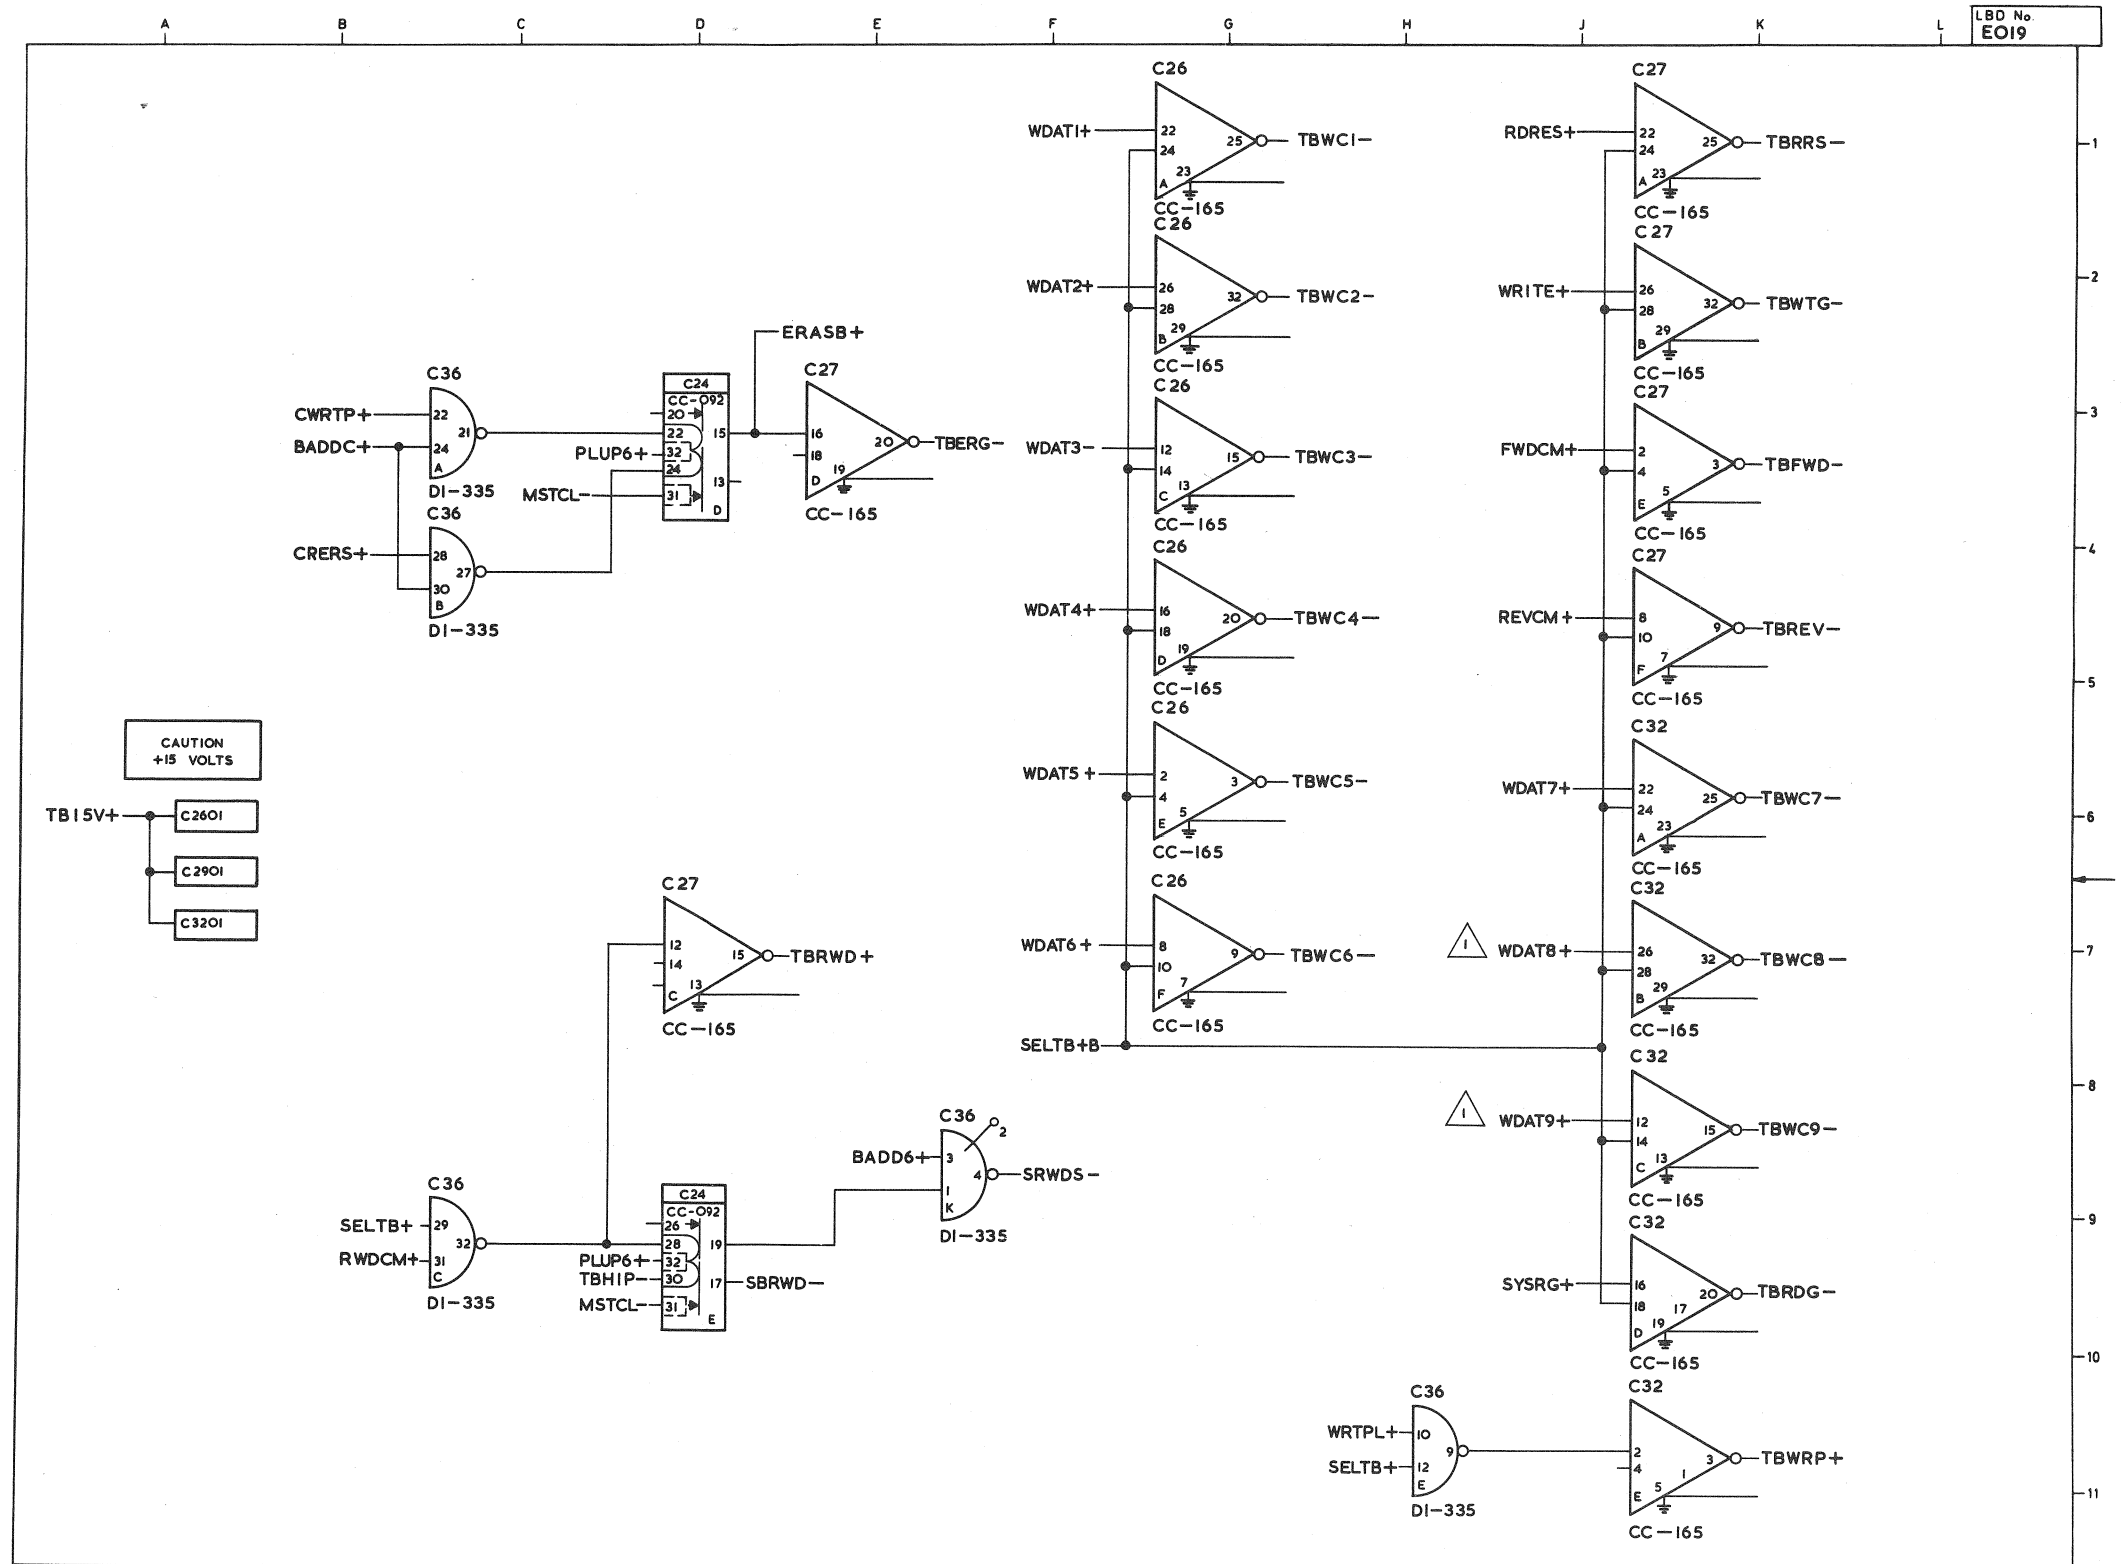 A B C D E F G H J K L
LBD No.
EO19
C26
WDAT1+ 22 24 25 TBWC1-
A 23
CC-165
C27
RDRES+ 22 24 25 TBRRS-
A 23
CC-165
1
C26
WDAT2+ 26 28 32 TBWC2-
B 29
CC-165
C27
WRITE+ 26 28 32 TBWTG-
B 29
CC-165
2
ERASB+
C36
CWRTP+ 22
BADDC+ 24 21
A
DI-335
C24
CC-092
20
22 15
PLUP6+ 32
24
13
MSTCL- 31
D
C27
16
18
20 TBERG-
19
D
CC-165
C26
WDAT3- 12 14 15 TBWC3-
C 13
CC-165
C27
FWDCM+ 2 4 3 TBFWD-
E 5
CC-165
3
C36
CRERS+ 28
27
30
B
DI-335
4
C26
WDAT4+ 16 18 20 TBWC4-
D 19
CC-165
C27
REVCM+ 8 10 9 TBREV-
F 7
CC-165
5
CAUTION
+15 VOLTS
TB15V+ C2601
C2901
C3201
C26
WDAT5+ 2 4 3 TBWC5-
E 5
CC-165
C32
WDAT7+ 22 24 25 TBWC7-
A 23
CC-165
6
C27
12
14
15 TBRWD+
13
C
CC-165
C26
WDAT6+ 8 10 9 TBWC6-
F 7
CC-165
C32
1 WDAT8+ 26 28 32 TBWC8-
B 29
CC-165
7
SELTB+B
C32
1 WDAT9+ 12 14 15 TBWC9-
C 13
CC-165
8
C36
2
BADD6+ 3
4 SRWDS-
1
K
DI-335
C36
SELTB+ 29
32
RWDCM+ 31
C
DI-335
C24
CC-092
26
28 19
PLUP6+ 32
TBHIP- 30
17 SBRWD-
MSTCL- 31
E
9
C32
SYSRG+ 16 18 20 TBRDG-
17
D 19
CC-165
10
C36
WRTPL+ 10
9
SELTB+ 12
E
DI-335
C32
2
4
3 TBWRP+
1
5
E
CC-165
11